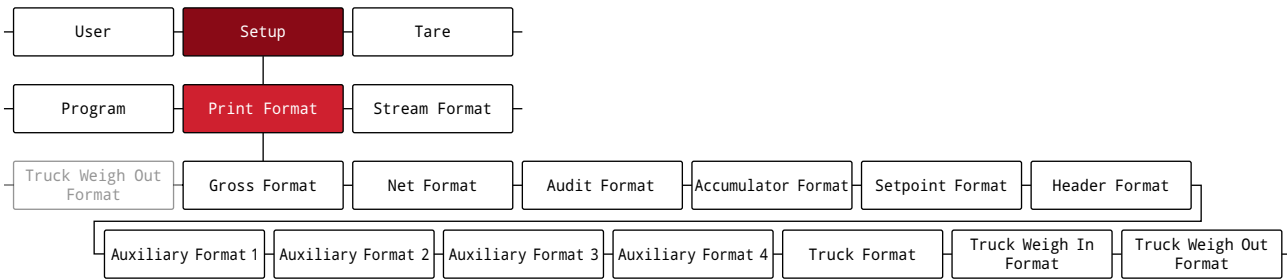 User
Setup
Tare
Program
Print Format
Stream Format
Truck Weigh Out
Format
Gross Format
Net Format
Audit Format
Accumulator Format
Setpoint Format
Header Format
Auxiliary Format 1
Auxiliary Format 2
Auxiliary Format 3
Auxiliary Format 4
Truck Format
Truck Weigh In
Format
Truck Weigh Out
Format